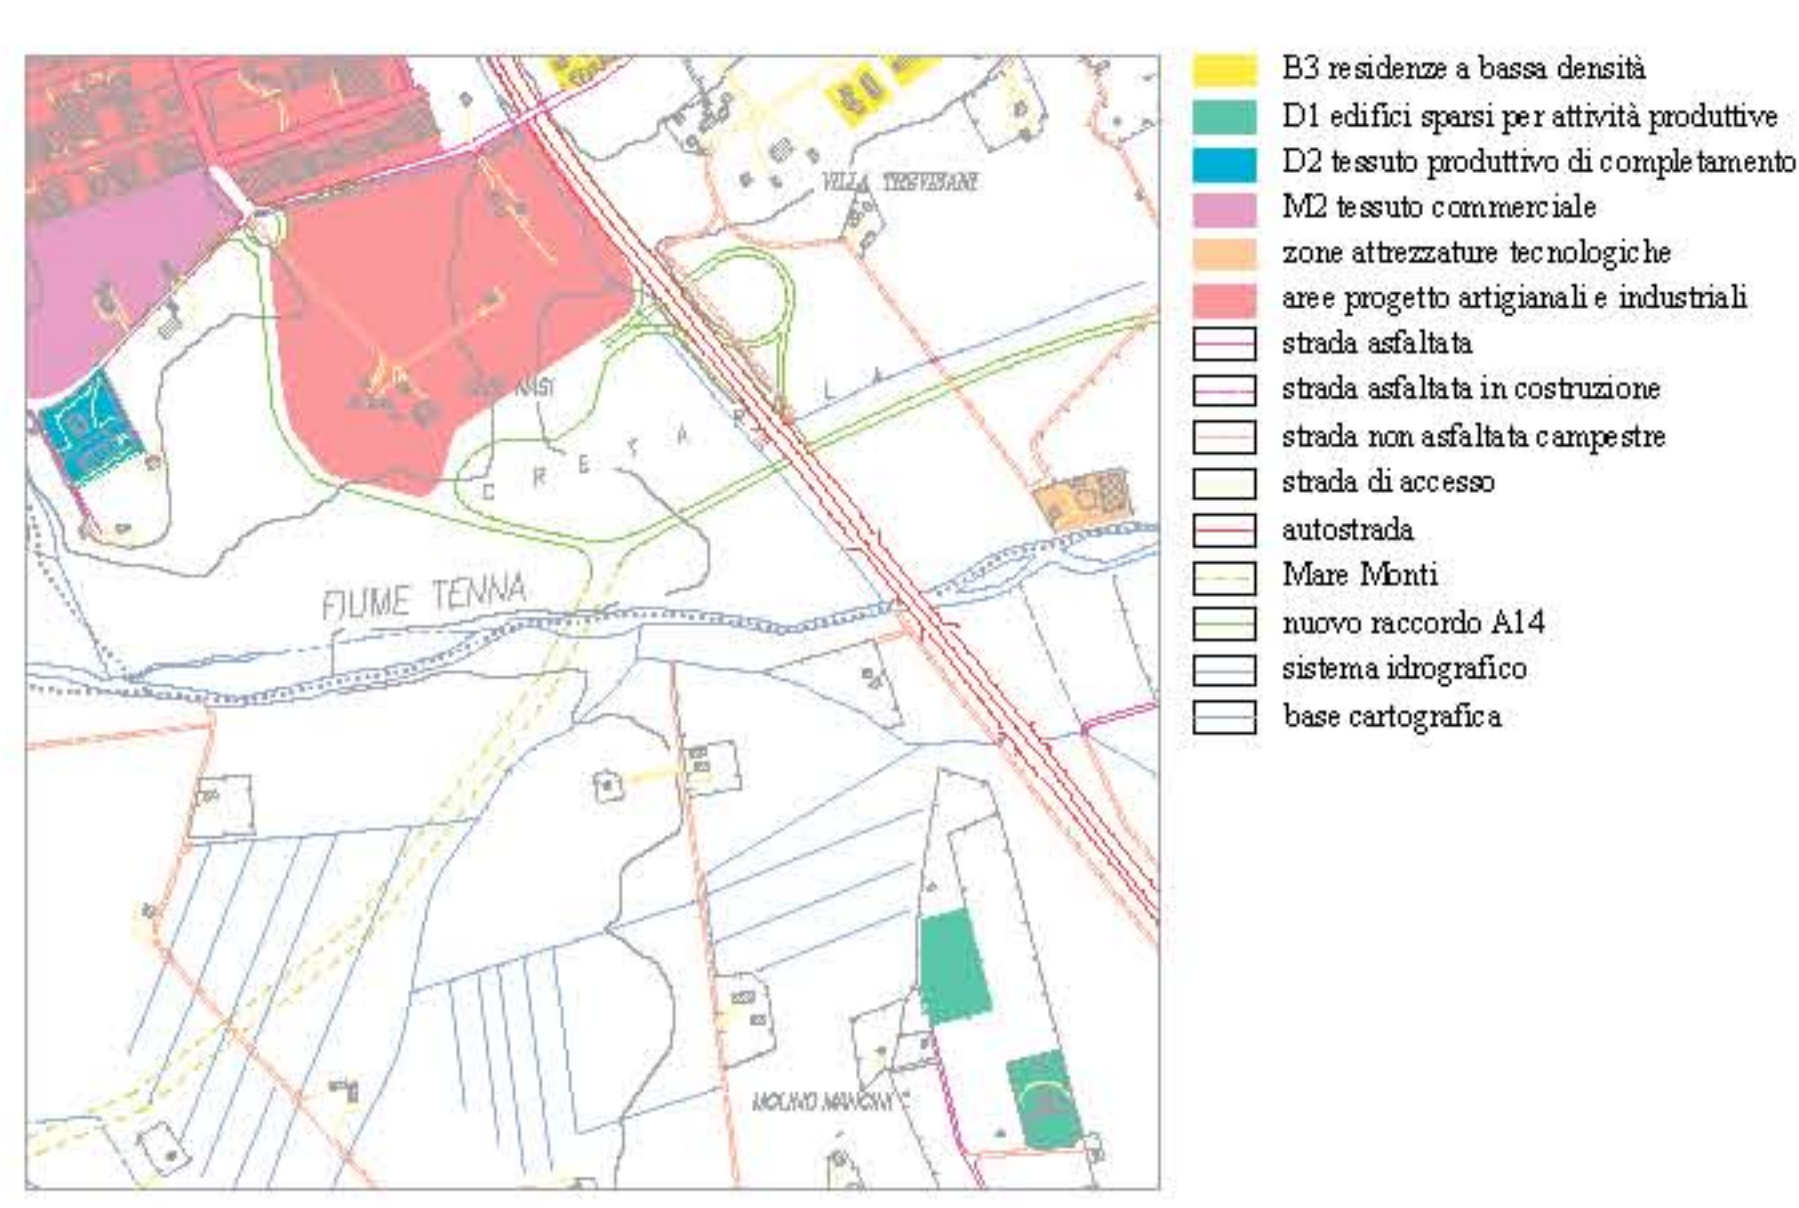 B3 residenze a bassa densità
D1 edifici sparsi per attività produttive
D2 tessuto produttivo di completamento
M2 tessuto commerciale
zone attrezzature tecnologiche
aree progetto artigianali e industriali
strada asfaltata
strada asfaltata in costruzione
strada non asfaltata campestre
strada di accesso
autostrada
Mare Monti
nuovo raccordo A14
sistema idrografico
base cartografica
VILLA TREVISANI
NASI
C R E T A R L A
FIUME TENNA
MOLINO MANCINI